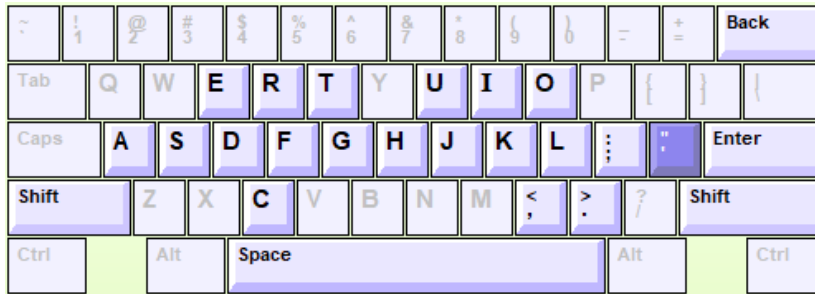 ~ ` ! 1 @ 2 # 3 $ 4 % 5 ^ 6 & 7 * 8 ( 9 ) 0 _ - + = Back
Tab Q W E R T Y U I O P { [ } ] | \
Caps A S D F G H J K L : ; " ' Enter
Shift Z X C V B N M < , > . ? / Shift
Ctrl Alt Space Alt Ctrl